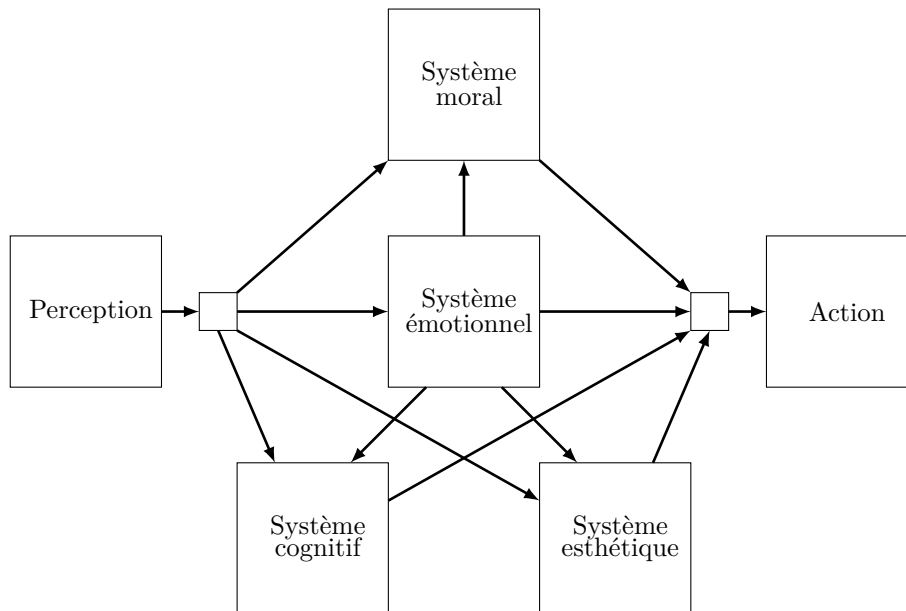 Système
moral
Perception
Système
émotionnel
Action
Système
cognitif
Système
esthétique